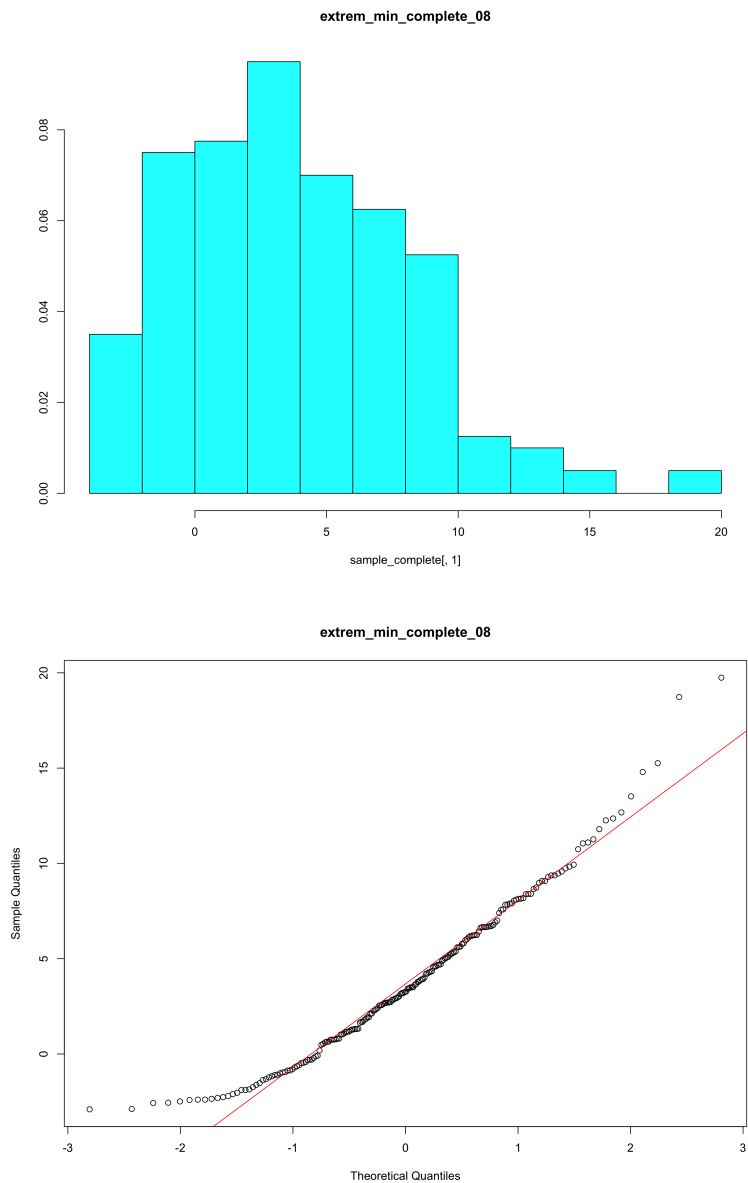 extrem_min_complete_08
0.08
0.06
0.04
0.02
0.00
0 5 10 15 20
sample_complete[, 1]
extrem_min_complete_08
20
15
10
5
0
Sample Quantiles
-3 -2 -1 0 1 2 3
Theoretical Quantiles